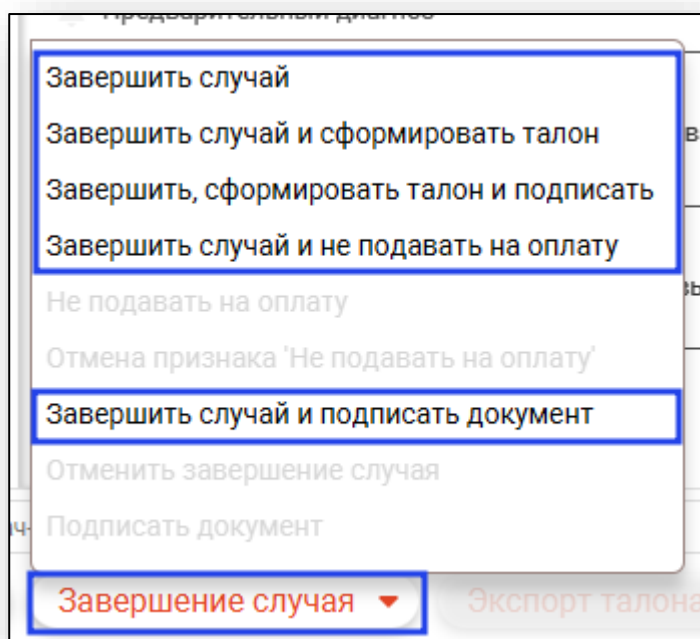 Предварительный диагноз
Завершить случай
Завершить случай и сформировать талон
Завершить, сформировать талон и подписать
Завершить случай и не подавать на оплату
Не подавать на оплату
Отмена признака 'Не подавать на оплату'
Завершить случай и подписать документ
Отменить завершение случая
Подписать документ
Завершение случая
Экспорт талона